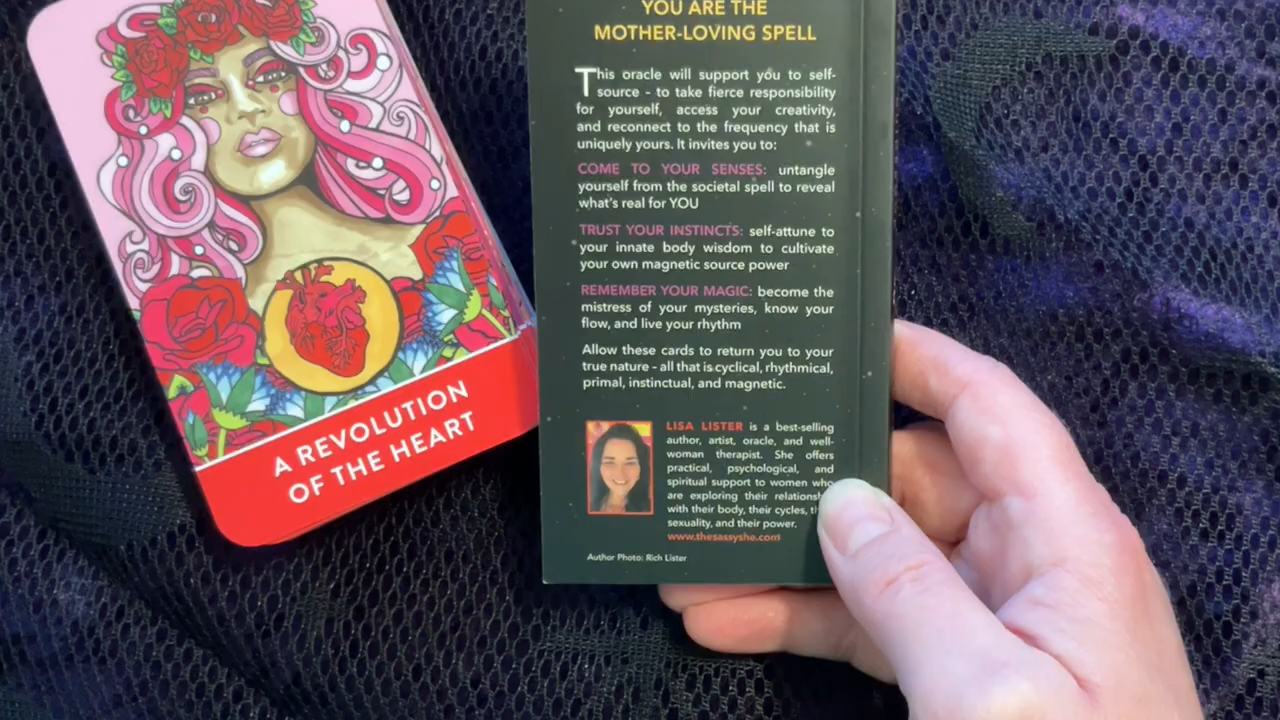 A REVOLUTION
OF THE HEART
YOU ARE THE
MOTHER-LOVING SPELL
This oracle will support you to self-
source - to take fierce responsibility
for yourself, access your creativity,
and reconnect to the frequency that is
uniquely yours. It invites you to:
COME TO YOUR SENSES: untangle
yourself from the societal spell to reveal
what's real for YOU
TRUST YOUR INSTINCTS: self-attune to
your innate body wisdom to cultivate
your own magnetic source power
REMEMBER YOUR MAGIC: become the
mistress of your mysteries, know your
flow, and live your rhythm
Allow these cards to return you to your
true nature - all that is cyclical, rhythmical,
primal, instinctual, and magnetic.
LISA LISTER is a best-selling
author, artist, oracle, and well-
woman therapist. She offers
practical, psychological, and
spiritual support to women who
are exploring their
with their body, their cycles,
sexuality, and their power.
www.thesassyshe.com
Author Photo: Rich Lister